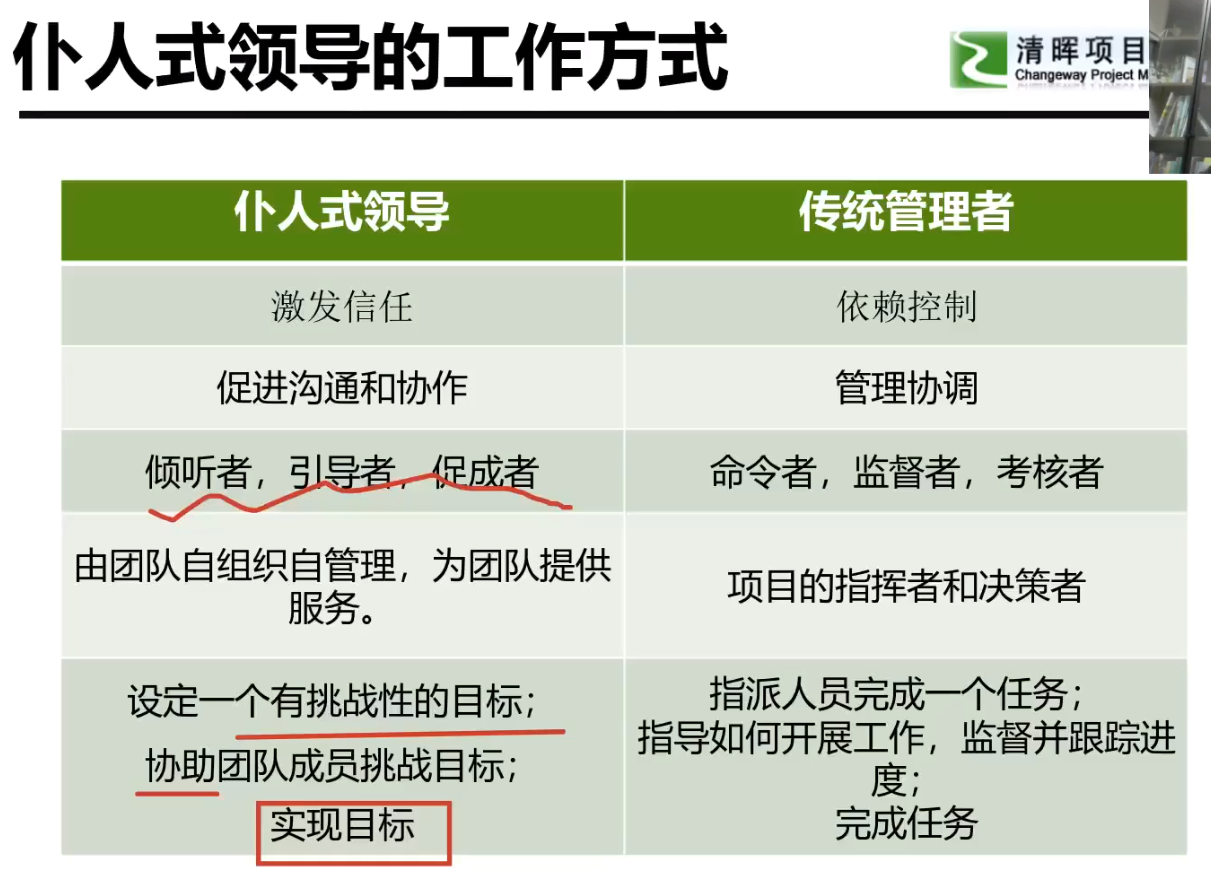 仆人式领导的工作方式
清晖项目
Changeway Project M
仆人式领导
传统管理者
激发信任
依赖控制
促进沟通和协作
管理协调
倾听者，引导者，促成者
命令者，监督者，考核者
由团队自组织自管理，为团队提供
服务。
项目的指挥者和决策者
设定一个有挑战性的目标；
协助团队成员挑战目标；
实现目标
指派人员完成一个任务；
指导如何开展工作，监督并跟踪进
度；
完成任务